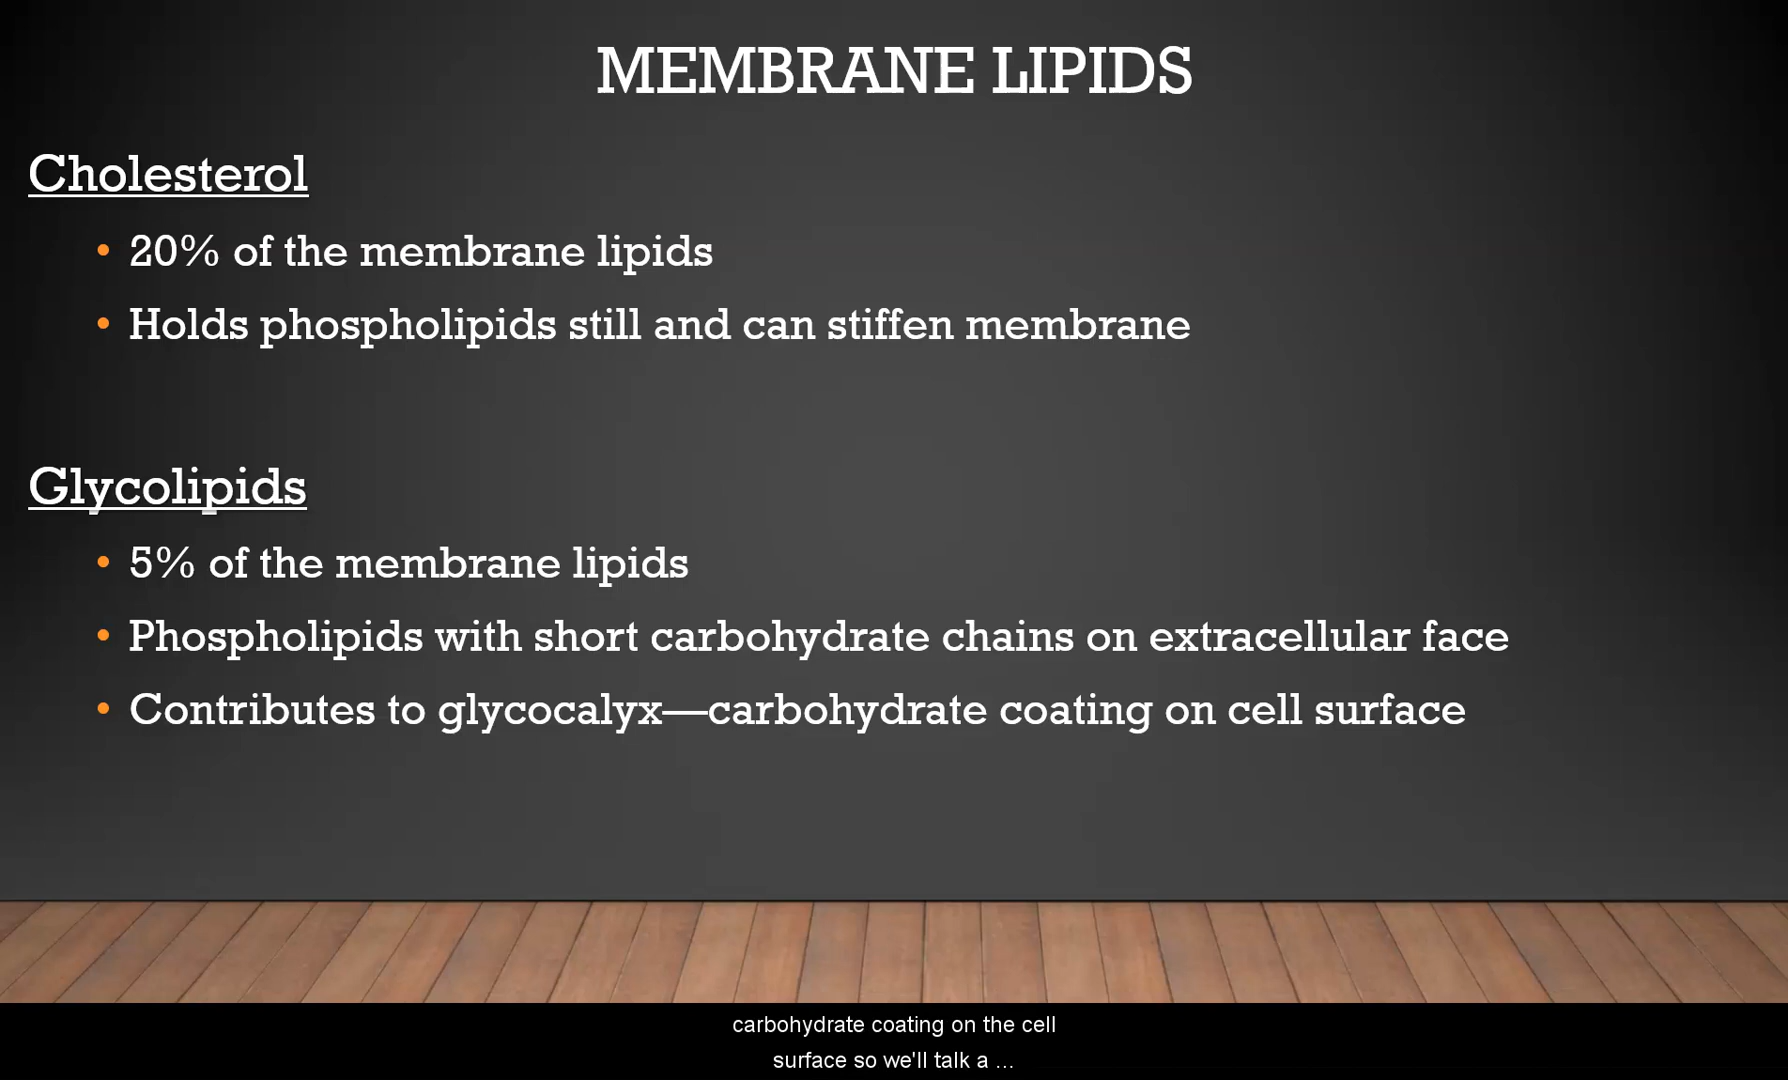 MEMBRANE LIPIDS
Cholesterol
• 20% of the membrane lipids
• Holds phospholipids still and can stiffen membrane
Glycolipids
• 5% of the membrane lipids
• Phospholipids with short carbohydrate chains on extracellular face
• Contributes to glycocalyx—carbohydrate coating on cell surface
carbohydrate coating on the cell
surface so we'll talk a ...